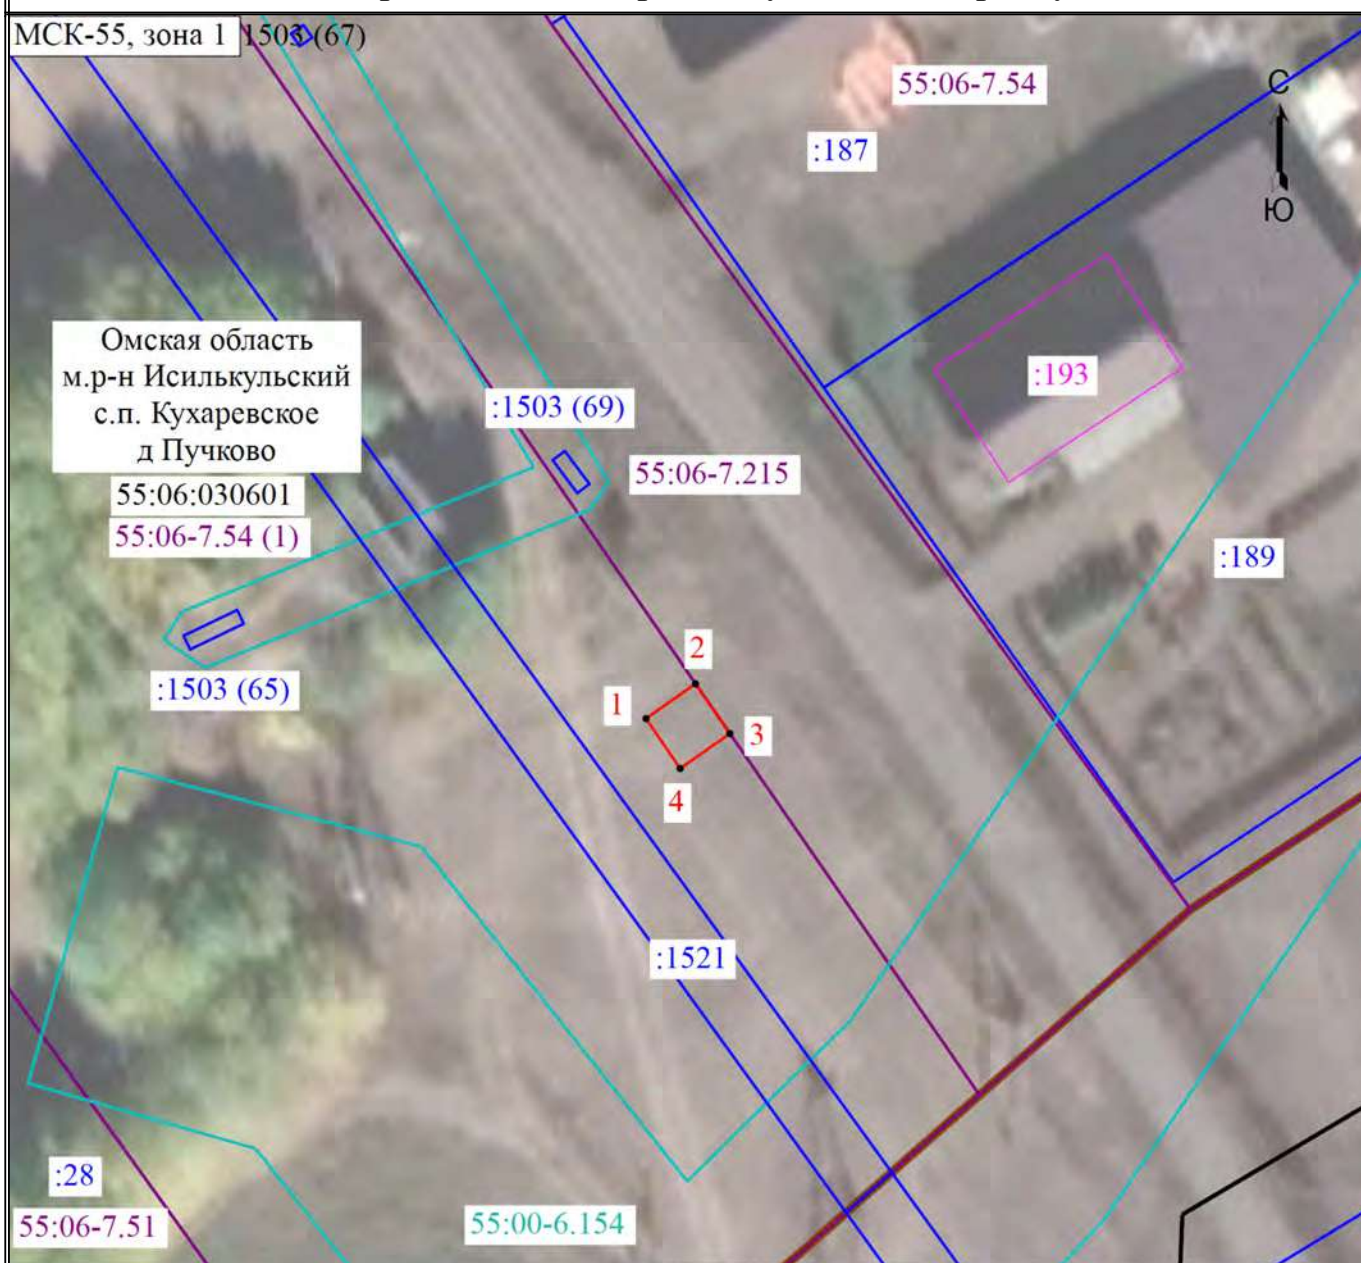 МСК-55, зона 1
1503 (67)
55:06-7.54
С
:187
Ю
Омская область
м.р-н Исилькульский
с.п. Кухаревское
д Пучково
:193
:1503 (69)
55:06-7.215
55:06:030601
55:06-7.54 (1)
:189
2
:1503 (65)
1
3
4
:1521
:28
55:06-7.51
55:00-6.154